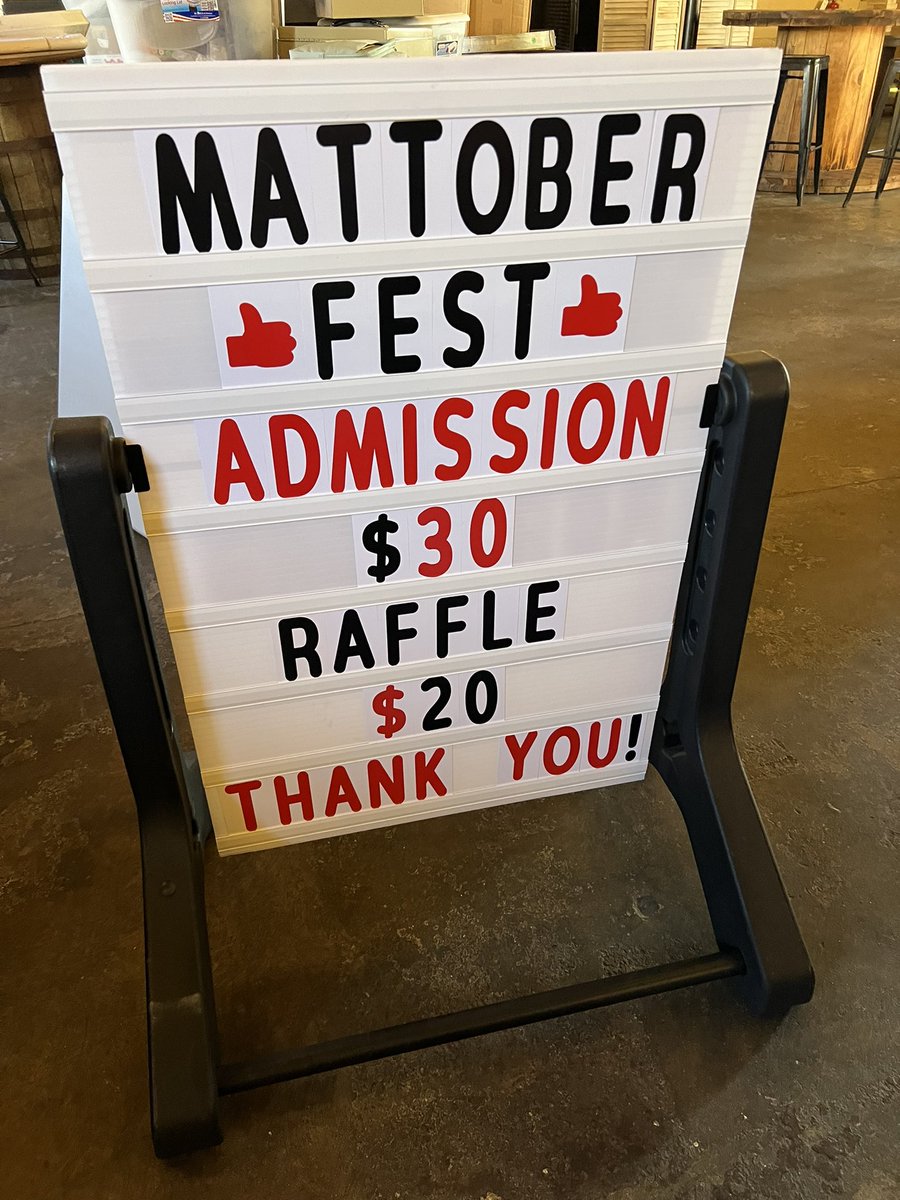 MATTOBER
FEST
ADMISSION
$30
RAFFLE
$20
THANK YOU!